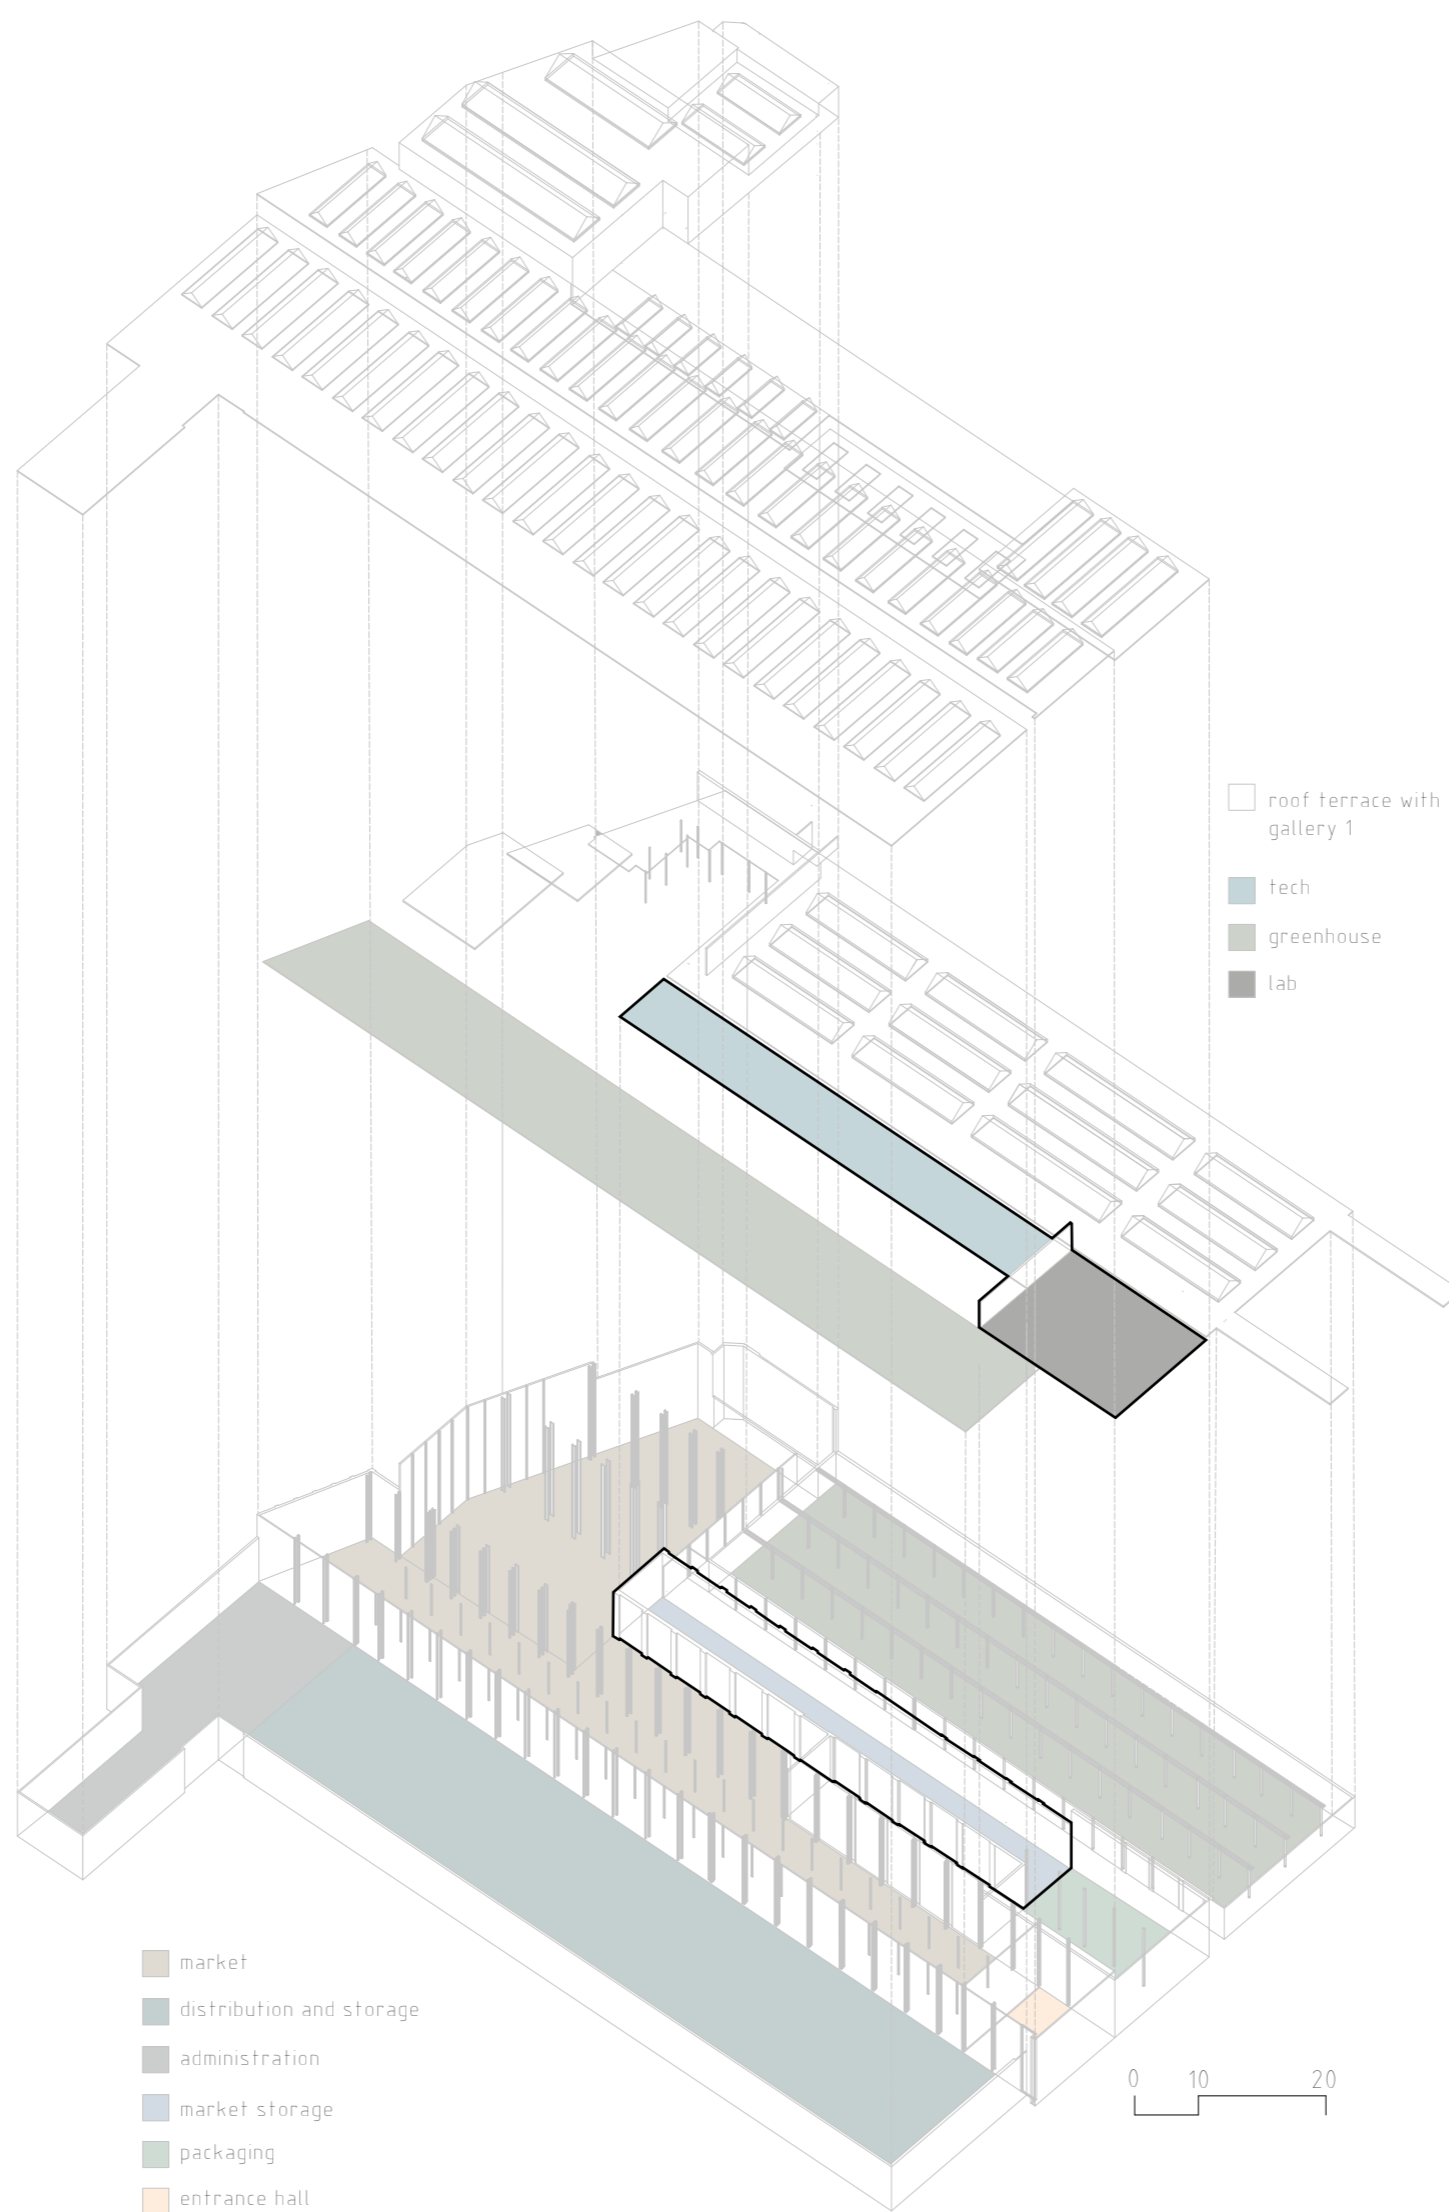 roof terrace with
gallery 1
tech
greenhouse
lab
market
distribution and storage
administration
market storage
packaging
entrance hall
0 10 20